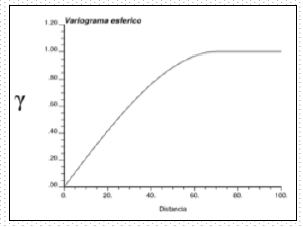 Variograma esferico
1.20
1.00
.80
.60
.40
.20
.00
γ
0. 20. 40. 60. 80. 100.
Distancia